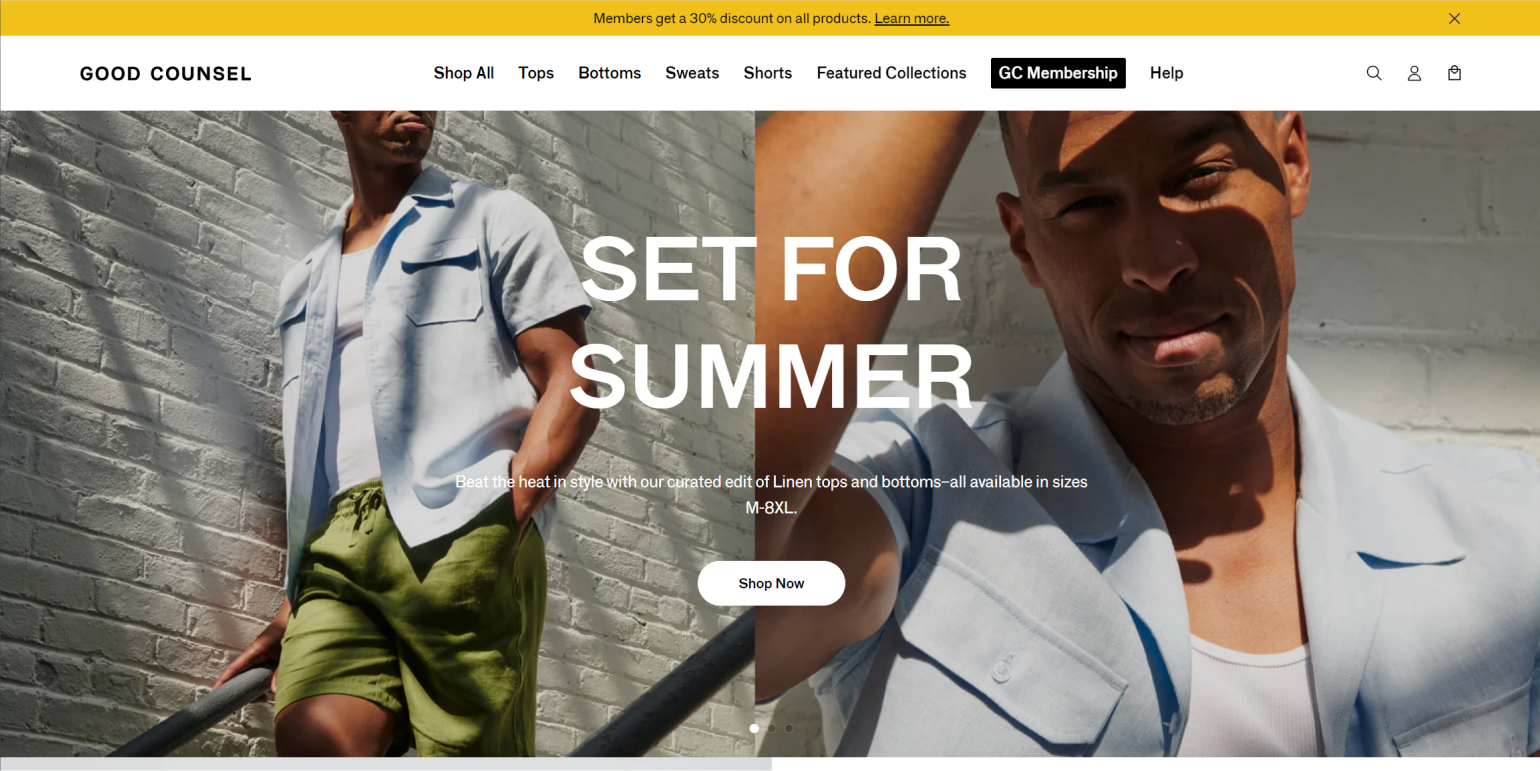 Members get a 30% discount on all products. Learn more.
GOOD COUNSEL
Shop All
Tops
Bottoms
Sweats
Shorts
Featured Collections
GC Membership
Help
SET FOR
SUMMER
Beat the heat in style with our curated edit of Linen tops and bottoms–all available in sizes
M-8XL.
Shop Now